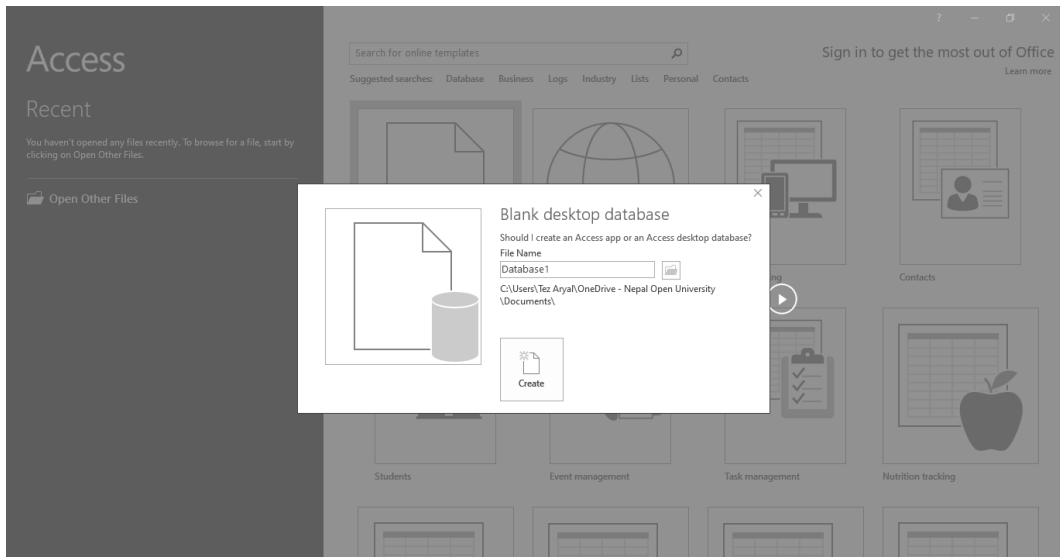 ?
Access
Search for online templates
Sign in to get the most out of Office
Suggested searches: Database Business Logs Industry Lists Personal Contacts
Learn more
Recent
You haven't opened any files recently. To browse for a file, start by
clicking on Open Other Files.
Open Other Files
Blank desktop database
Should I create an Access app or an Access desktop database?
File Name
Database1
C:\Users\Tez Aryal\OneDrive - Nepal Open University
\Documents\
Create
Contacts
Students
Event management
Task management
Nutrition tracking